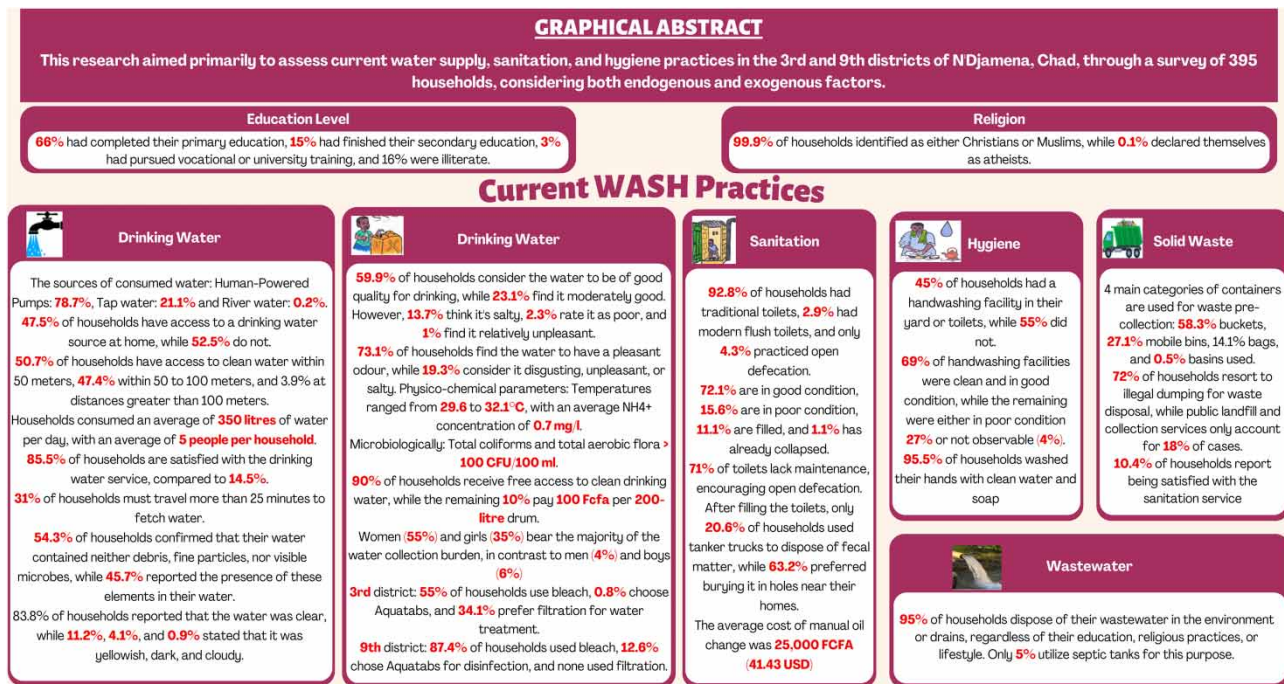 GRAPHICAL ABSTRACT
This research aimed primarily to assess current water supply, sanitation, and hygiene practices in the 3rd and 9th districts of N'Djamena, Chad, through a survey of 395
households, considering both endogenous and exogenous factors.
Education Level
66% had completed their primary education, 15% had finished their secondary education, 3%
had pursued vocational or university training, and 16% were illiterate.
Religion
99.9% of households identified as either Christians or Muslims, while 0.1% declared themselves
as atheists.
Current WASH Practices
Drinking Water
The sources of consumed water: Human-Powered
Pumps: 78.7%, Tap water: 21.1% and River water: 0.2%.
47.5% of households have access to a drinking water
source at home, while 52.5% do not.
50.7% of households have access to clean water within
50 meters, 47.4% within 50 to 100 meters, and 3.9% at
distances greater than 100 meters.
Households consumed an average of 350 litres of water
per day, with an average of 5 people per household.
85.5% of households are satisfied with the drinking
water service, compared to 14.5%.
31% of households must travel more than 25 minutes to
fetch water.
54.3% of households confirmed that their water
contained neither debris, fine particles, nor visible
microbes, while 45.7% reported the presence of these
elements in their water.
83.8% of households reported that the water was clear,
while 11.2%, 4.1%, and 0.9% stated that it was
yellowish, dark, and cloudy.
Drinking Water
59.9% of households consider the water to be of good
quality for drinking, while 23.1% find it moderately good.
However, 13.7% think it's salty, 2.3% rate it as poor, and
1% find it relatively unpleasant.
73.1% of households find the water to have a pleasant
odour, while 19.3% consider it disgusting, unpleasant, or
salty. Physico-chemical parameters: Temperatures
ranged from 29.6 to 32.1°C, with an average NH4+
concentration of 0.7 mg/l.
Microbiologically: Total coliforms and total aerobic flora >
100 CFU/100 ml.
90% of households receive free access to clean drinking
water, while the remaining 10% pay 100 Fcfa per 200-
litre drum.
Women (55%) and girls (35%) bear the majority of the
water collection burden, in contrast to men (4%) and boys
(6%)
3rd district: 55% of households use bleach, 0.8% choose
Aquatabs, and 34.1% prefer filtration for water
treatment.
9th district: 87.4% of households used bleach, 12.6%
chose Aquatabs for disinfection, and none used filtration.
Sanitation
92.8% of households had
traditional toilets, 2.9% had
modern flush toilets, and only
4.3% practiced open
defecation.
72.1% are in good condition,
15.6% are in poor condition,
11.1% are filled, and 1.1% has
already collapsed.
71% of toilets lack maintenance,
encouraging open defecation.
After filling the toilets, only
20.6% of households used
tanker trucks to dispose of fecal
matter, while 63.2% preferred
burying it in holes near their
homes.
The average cost of manual oil
change was 25,000 FCFA
(41.43 USD)
Hygiene
45% of households had a
handwashing facility in their
yard or toilets, while 55% did
not.
69% of handwashing facilities
were clean and in good
condition, while the remaining
were either in poor condition
27% or not observable (4%).
95.5% of households washed
their hands with clean water and
soap
Solid Waste
4 main categories of containers
are used for waste pre-
collection: 58.3% buckets,
27.1% mobile bins, 14.1% bags,
and 0.5% basins used.
72% of households resort to
illegal dumping for waste
disposal, while public landfill and
collection services only account
for 18% of cases.
10.4% of households report
being satisfied with the
sanitation service
Wastewater
95% of households dispose of their wastewater in the environment
or drains, regardless of their education, religious practices, or
lifestyle. Only 5% utilize septic tanks for this purpose.